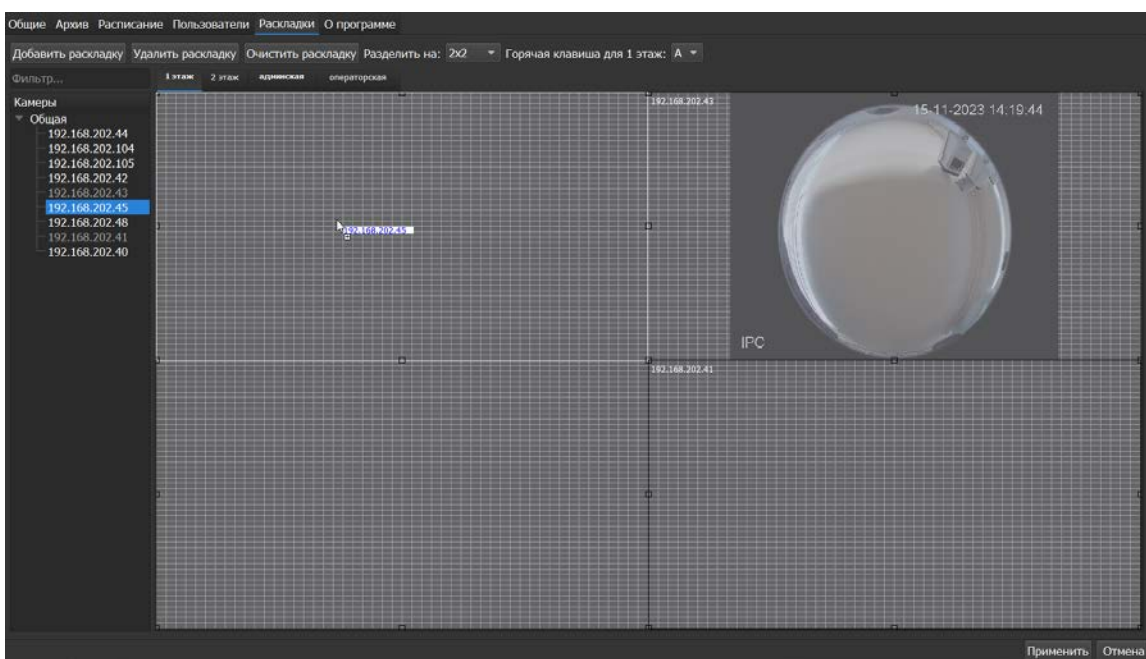 Общие Архив Расписание Пользователи Раскладки О программе
Добавить раскладку Удалить раскладку Очистить раскладку Разделить на: 2x2 Горячая клавиша для 1 этаж: A
Фильтр... 1 этаж 2 этаж админская операторская
Камеры
Общая
192.168.202.44
192.168.202.104
192.168.202.105
192.168.202.42
192.168.202.43
192.168.202.45
192.168.202.48
192.168.202.41
192.168.202.40
192.168.202.45
192.168.202.43
15-11-2023 14:19:44
IPC
192.168.202.41
Применить Отмена